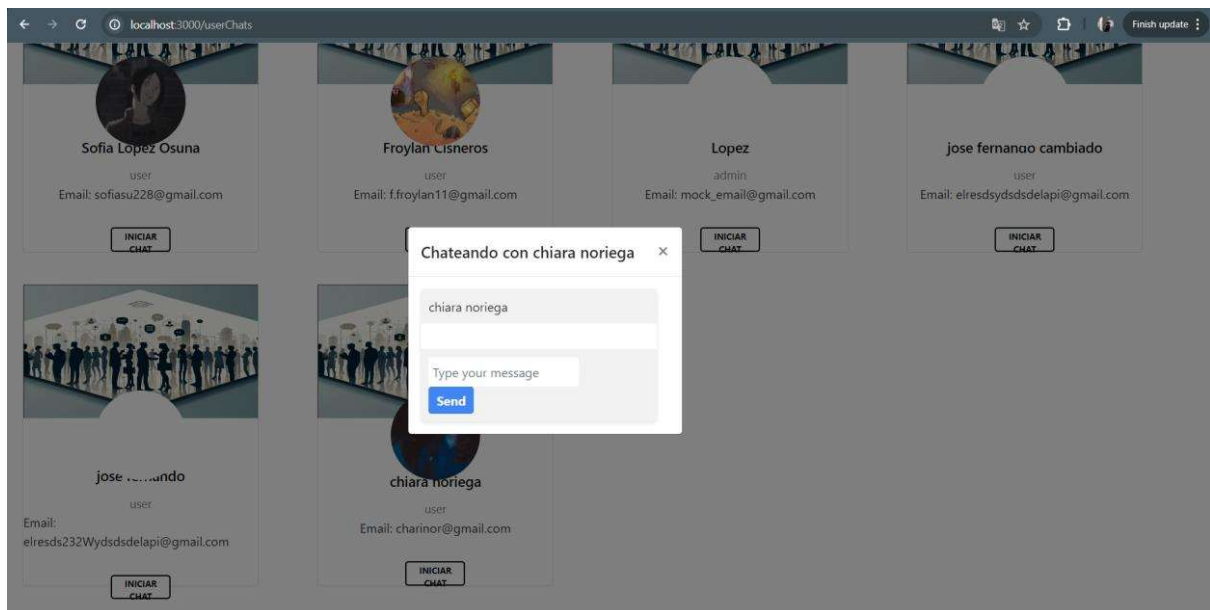 localhost:3000/userChats
Finish update
Sofia Lopez Osuna
user
Email: sofiasu228@gmail.com
INICIAR
CHAT
Froylan Cisneros
user
Email: f.froylan11@gmail.com
Lopez
admin
Email: mock_email@gmail.com
INICIAR
CHAT
jose fernando cambiado
user
Email: elresdsydsdsdelapi@gmail.com
INICIAR
CHAT
Chateando con chiara noriega
×
chiara noriega
Type your message
Send
jose
user
Email:
elresds232Wydsdsdelapi@gmail.com
INICIAR
CHAT
chiara noriega
user
Email: charinor@gmail.com
INICIAR
CHAT